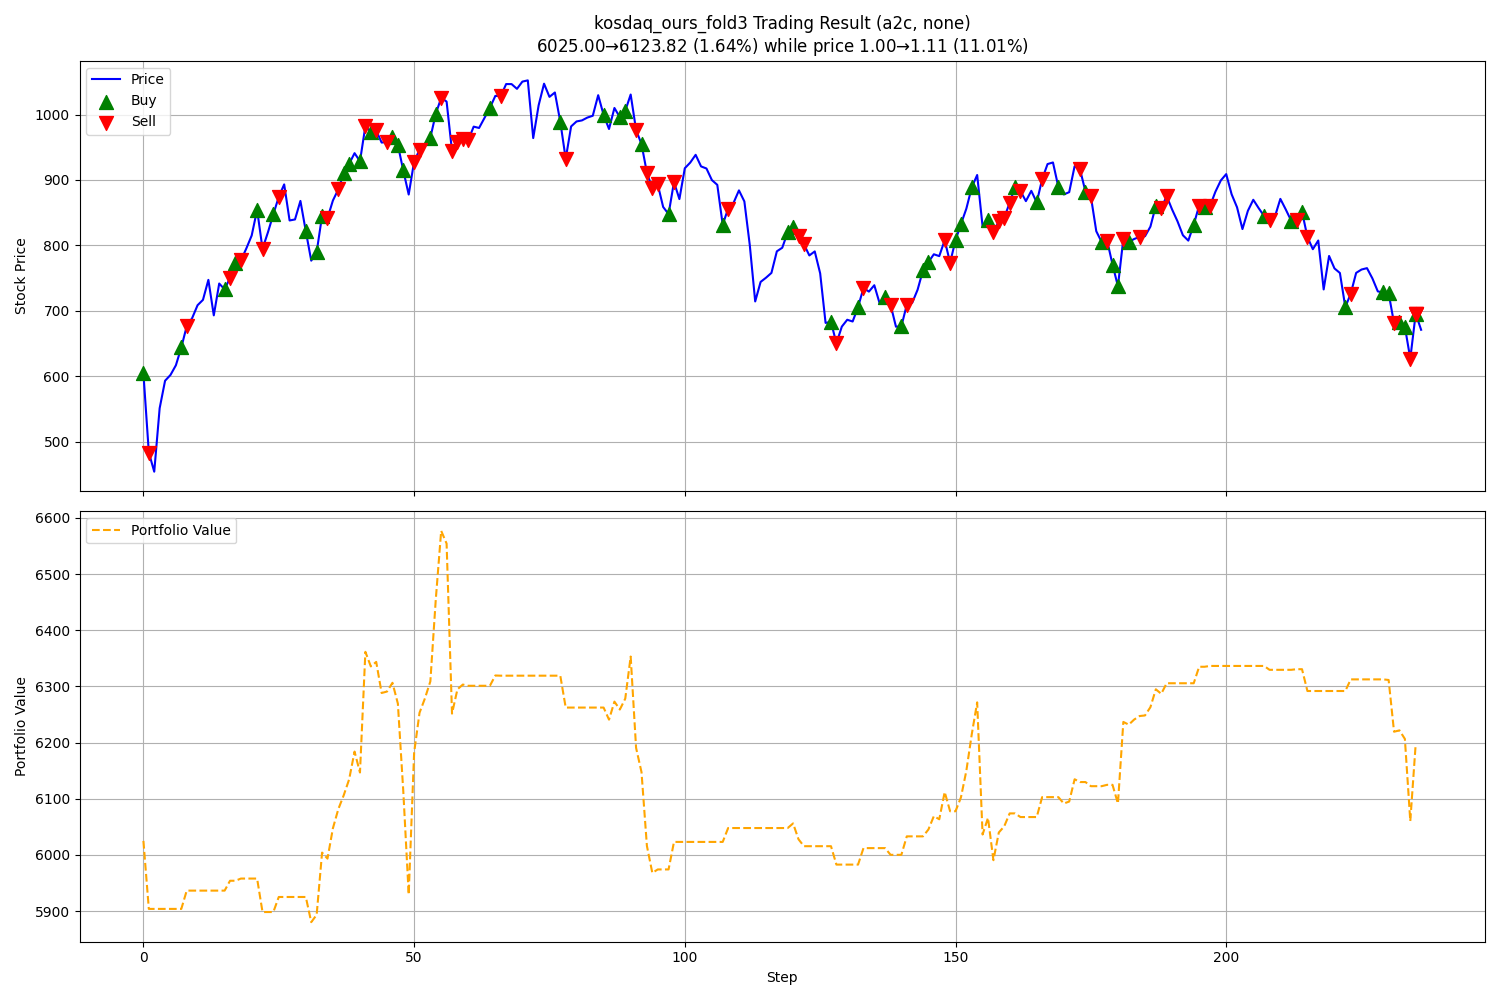 kosdaq_ours_fold3 Trading Result (a2c, none)
6025.00→6123.82 (1.64%) while price 1.00→1.11 (11.01%)
Price
Buy
Sell
1000
900
800
700
600
500
Stock Price
Portfolio Value
6600
6500
6400
6300
6200
6100
6000
5900
Portfolio Value
0
50
100
150
200
Step